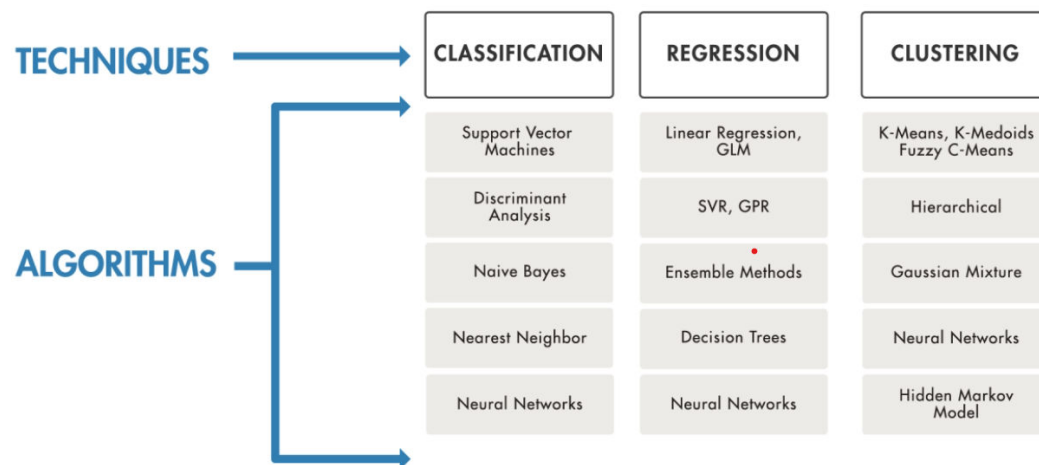 TECHNIQUES
CLASSIFICATION
REGRESSION
CLUSTERING
ALGORITHMS
Support Vector
Machines
Discriminant
Analysis
Naive Bayes
Nearest Neighbor
Neural Networks
Linear Regression,
GLM
SVR, GPR
Ensemble Methods
Decision Trees
Neural Networks
K-Means, K-Medoids
Fuzzy C-Means
Hierarchical
Gaussian Mixture
Neural Networks
Hidden Markov
Model